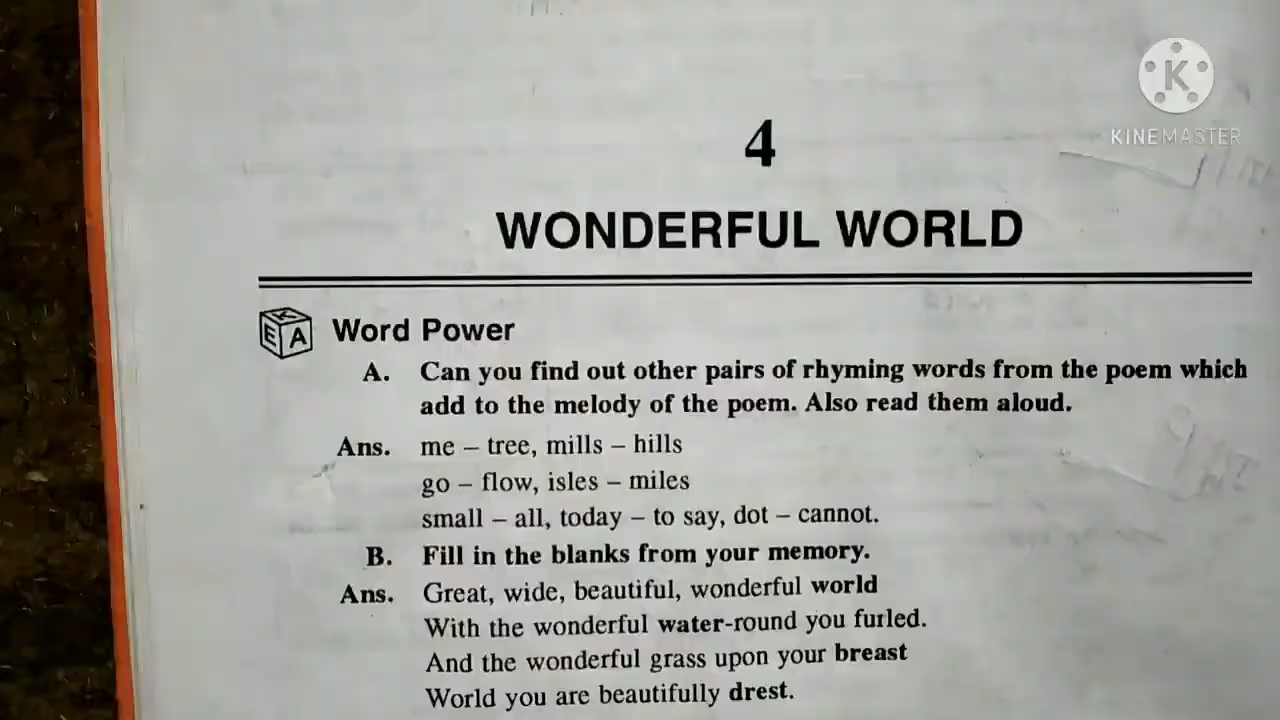 K
KINEMASTER
4
WONDERFUL WORLD
E K A Word Power
A. Can you find out other pairs of rhyming words from the poem which
add to the melody of the poem. Also read them aloud.
Ans. me – tree, mills – hills
go – flow, isles – miles
small – all, today – to say, dot – cannot.
B. Fill in the blanks from your memory.
Ans. Great, wide, beautiful, wonderful world
With the wonderful water-round you furled.
And the wonderful grass upon your breast
World you are beautifully drest.